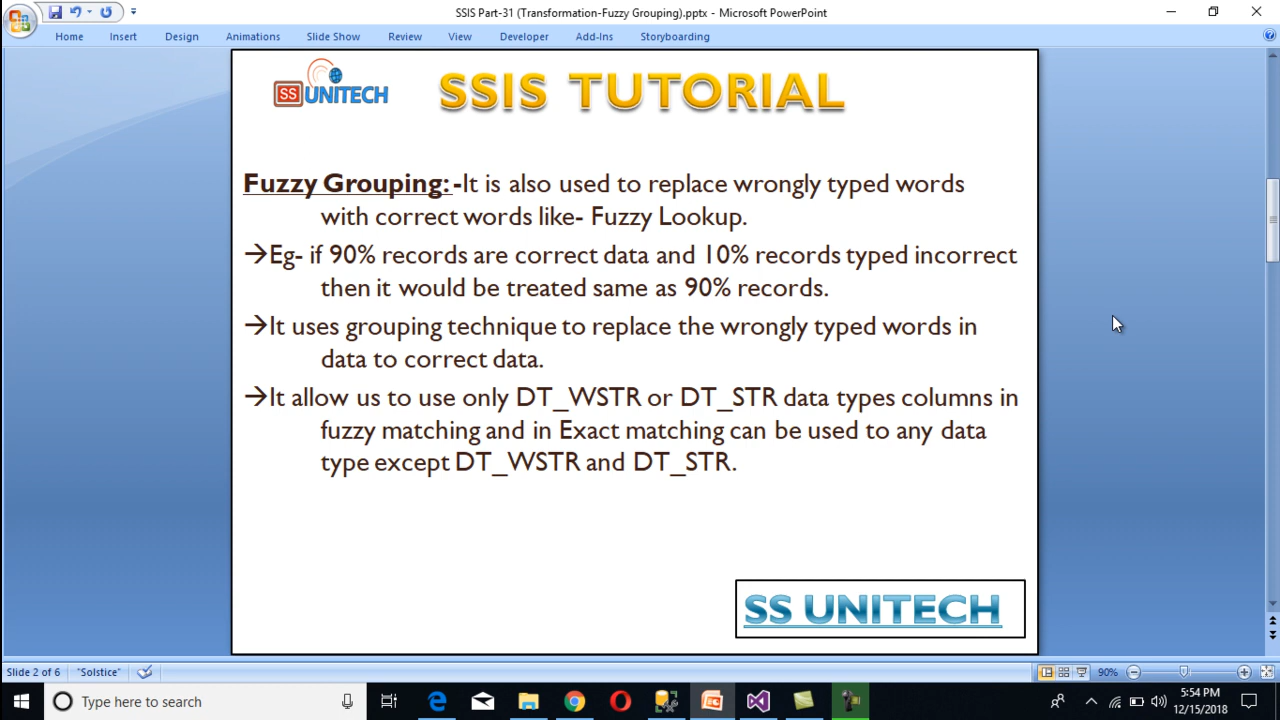 SSIS Part-31 (Transformation-Fuzzy Grouping).pptx - Microsoft PowerPoint
Home Insert Design Animations Slide Show Review View Developer Add-Ins Storyboarding
SS UNITECH
SSIS TUTORIAL
Fuzzy Grouping: -It is also used to replace wrongly typed words
with correct words like- Fuzzy Lookup.
→Eg- if 90% records are correct data and 10% records typed incorrect
then it would be treated same as 90% records.
→It uses grouping technique to replace the wrongly typed words in
data to correct data.
→It allow us to use only DT_WSTR or DT_STR data types columns in
fuzzy matching and in Exact matching can be used to any data
type except DT_WSTR and DT_STR.
SS UNITECH
Slide 2 of 6 "Solstice" 90%
Type here to search
5:54 PM
12/15/2018